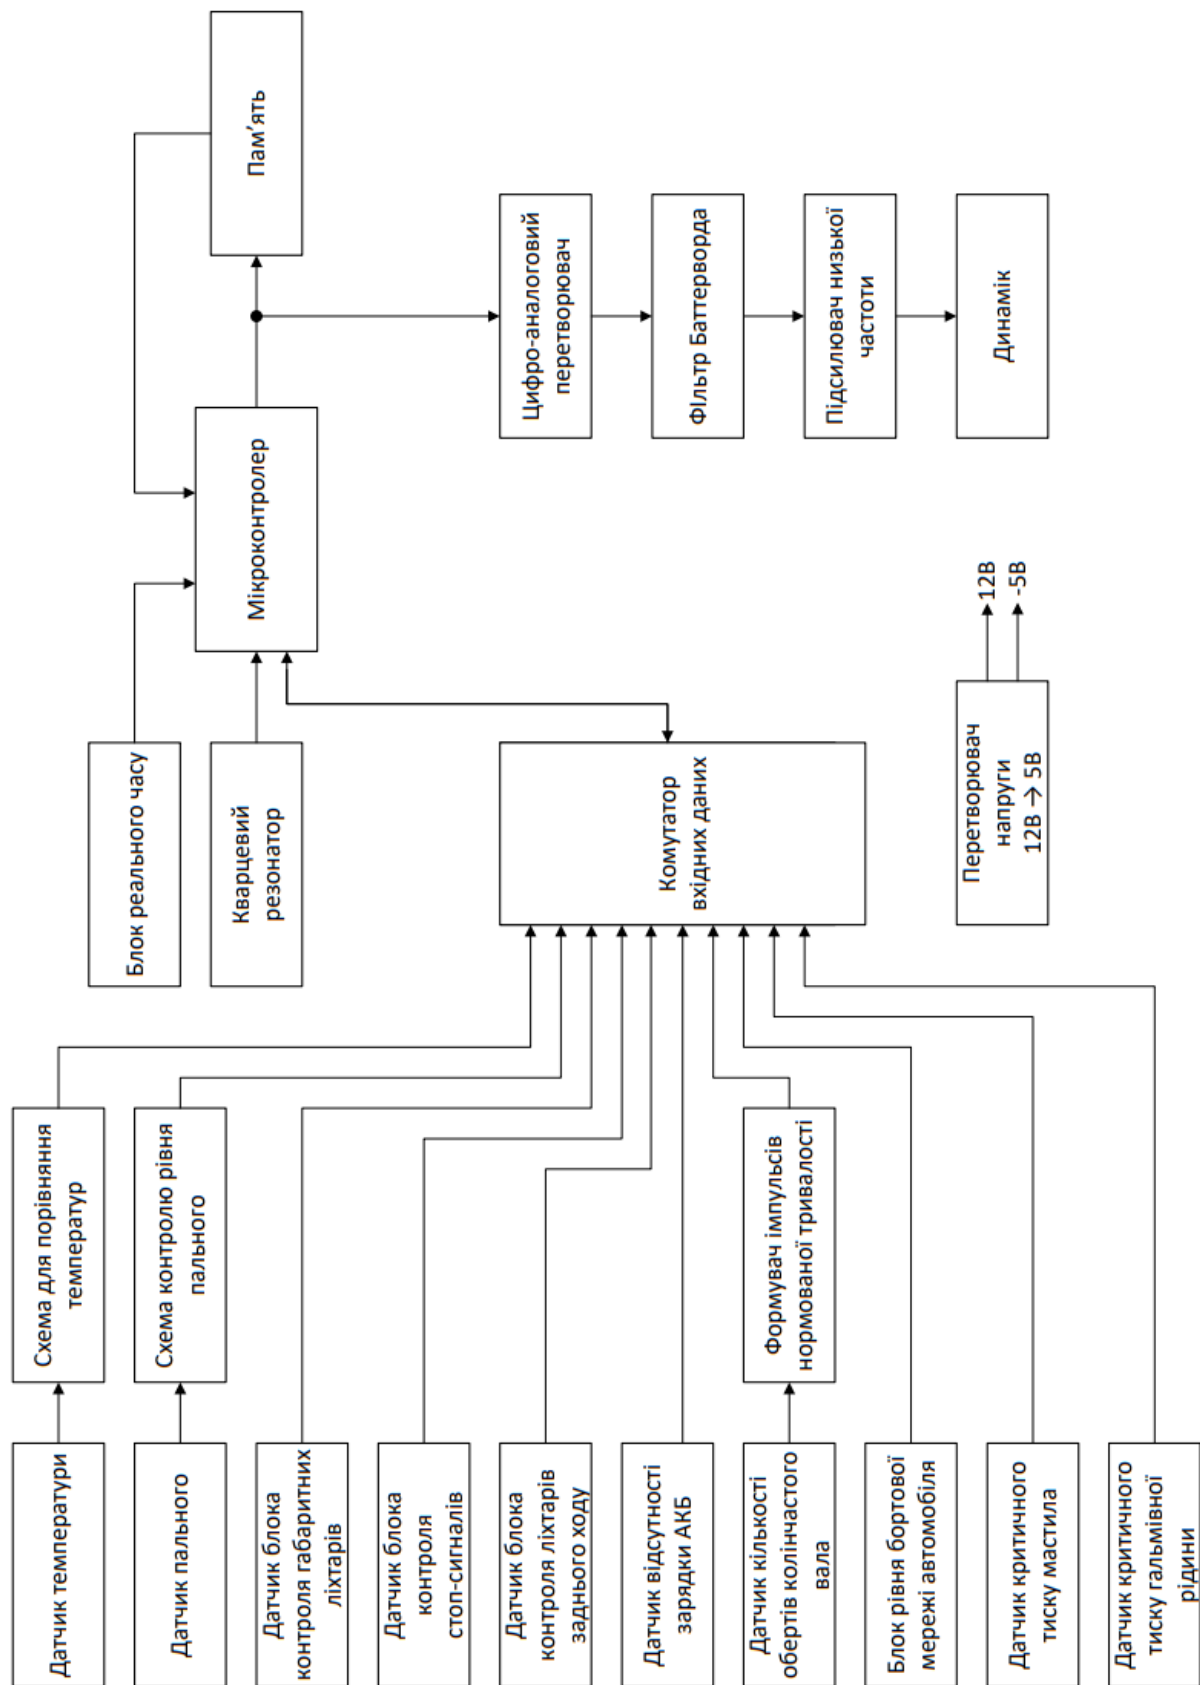 Датчик температури
Схема для порівняння
температур
Датчик пального
Схема контролю рівня
пального
Датчик блока
контроля габаритних
ліхтарів
Датчик блока
контроля
стоп-сигналів
Датчик блока
контроля ліхтарів
заднього ходу
Датчик відсутності
зарядки АКБ
Датчик кількості
обертів колінчастого
вала
Формувач імпульсів
нормованої тривалості
Блок рівня бортової
мережі автомобіля
Датчик критичного
тиску мастила
Датчик критичного
тиску гальмівної
рідини
Блок реального часу
Кварцевий
резонатор
Комутатор
вхідних даних
Мікроконтролер
Пам'ять
Цифро-аналоговий
перетворювач
ФІльтр Баттерворда
Підсилювач низької
частоти
Динамік
Перетворювач
напруги
12В → 5В
12В
-5В